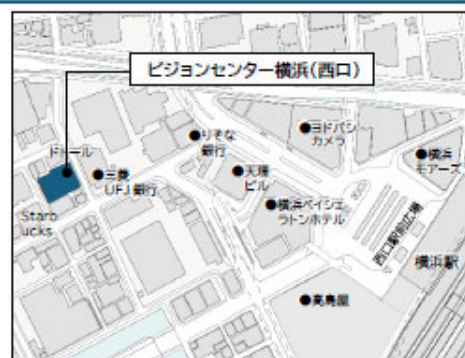 ビジョンセンター横浜(西口)
ドトール
●りそな
銀行
●ヨドバシ
カメラ
●横浜
モアーズ
●三菱
UFJ銀行
●天理
ビル
Starb
ucks
●横浜ベイシェ
ラトンホテル
西口駅前広場
横浜駅
●高島屋